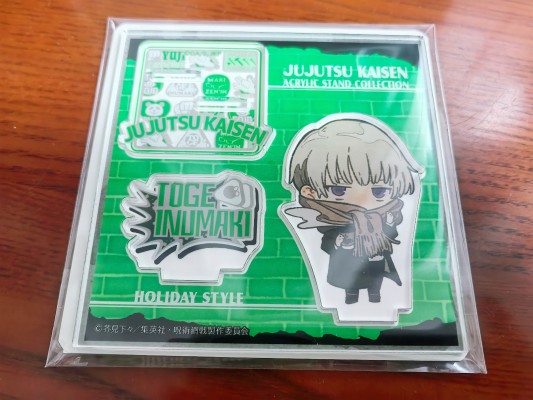 JUJUTSU KAISEN
ACRYLIC STAND COLLECTION
YUJI
MAKI
ZEN'IN
JUJUTSU KAISEN
TOGE
INUMAKI
HOLIDAY STYLE
©芥見下々／集英社・呪術廻戦製作委員会